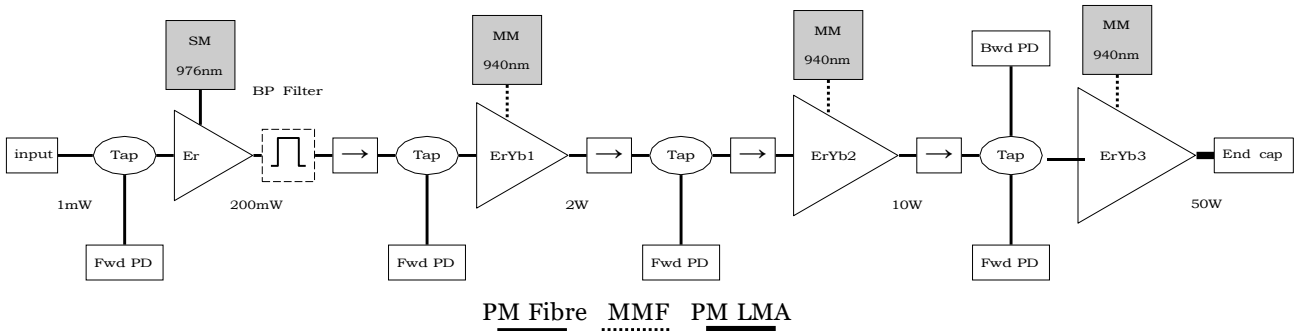 SM
976nm
BP Filter
MM
940nm
MM
940nm
Bwd PD
MM
940nm
input
Tap
Er
→
Tap
ErYb1
→
Tap
→
ErYb2
→
Tap
ErYb3
End cap
1mW
200mW
2W
10W
50W
Fwd PD
Fwd PD
Fwd PD
Fwd PD
PM Fibre MMF PM LMA